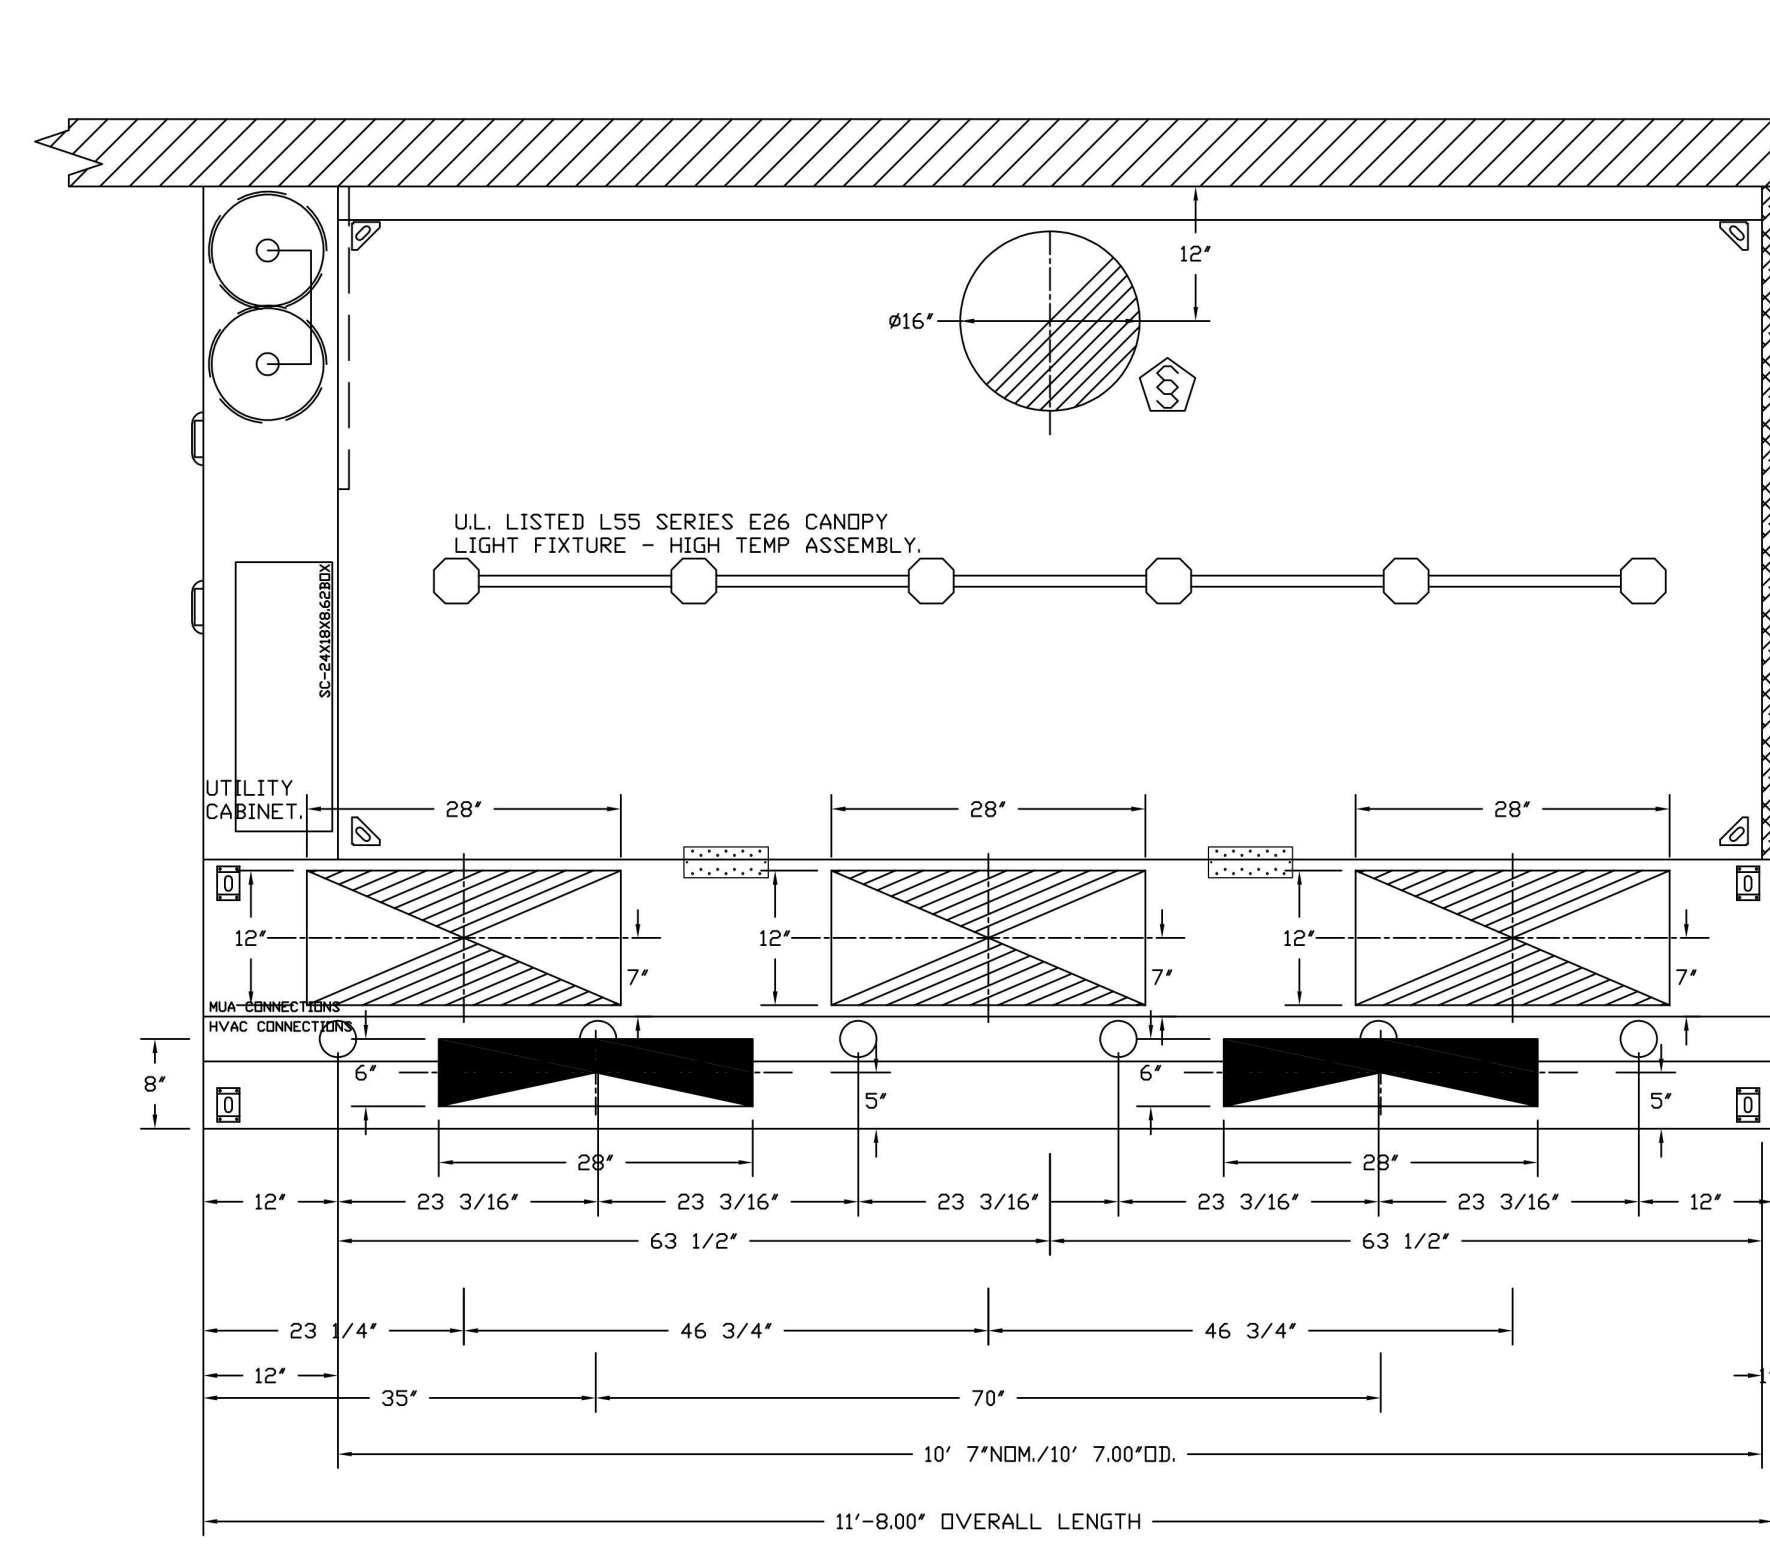 12″
ø16″
U.L. LISTED L55 SERIES E26 CANOPY
LIGHT FIXTURE - HIGH TEMP ASSEMBLY.
SC-24X18X8.62BOX
UTILITY
CABINET.
28″ 28″ 28″
12″ 12″ 12″
7″ 7″ 7″
MUA CONNECTIONS
HVAC CONNECTIONS
8″ 6″ 6″
5″ 5″
28″ 28″
12″ 23 3/16″ 23 3/16″ 23 3/16″ 23 3/16″ 23 3/16″ 12″
63 1/2″ 63 1/2″
23 1/4″ 46 3/4″ 46 3/4″
12″
35″ 70″
10′ 7″NOM./10′ 7.00″OD.
11′-8.00″ OVERALL LENGTH